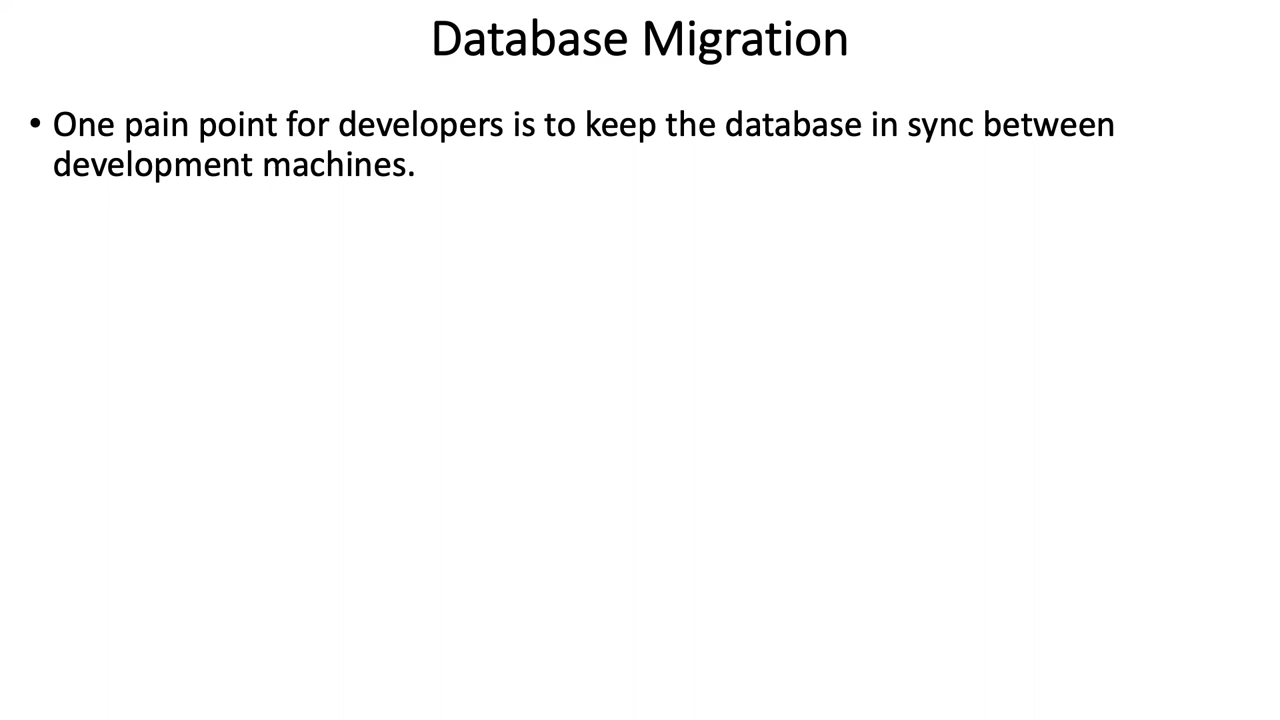 Database Migration
• One pain point for developers is to keep the database in sync between
development machines.